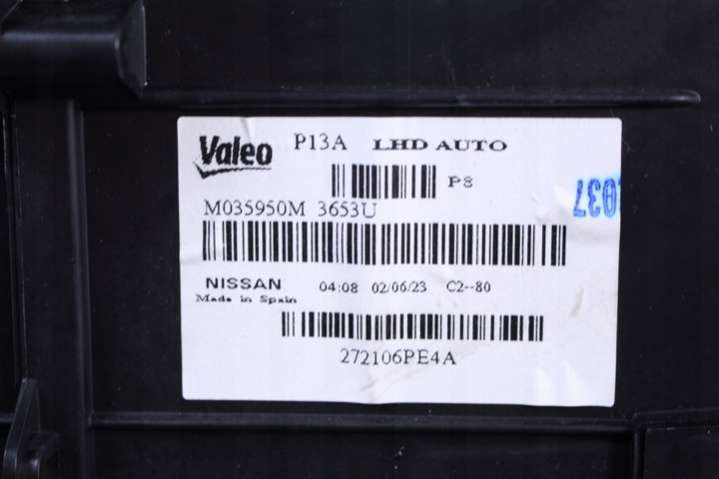 Valeo P13A LHD AUTO
P8
M035950M 3653U
NISSAN 04:08 02/06/23 C2--80
Made in Spain
272106PE4A